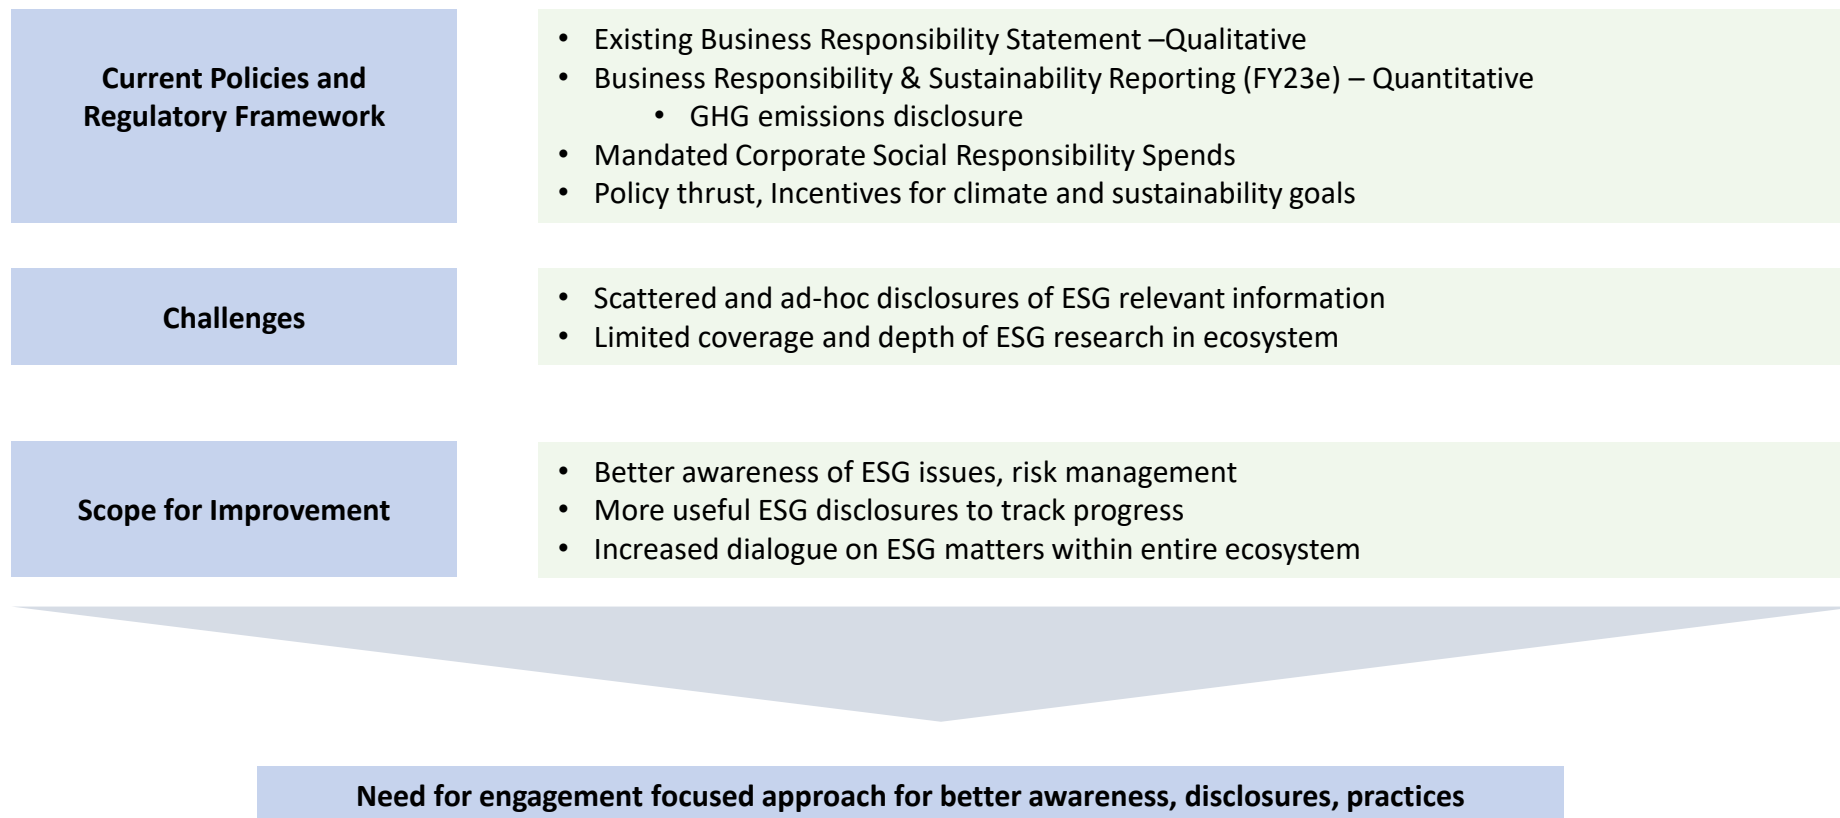 Current Policies and
Regulatory Framework
• Existing Business Responsibility Statement –Qualitative
• Business Responsibility & Sustainability Reporting (FY23e) – Quantitative
• GHG emissions disclosure
• Mandated Corporate Social Responsibility Spends
• Policy thrust, Incentives for climate and sustainability goals
Challenges
• Scattered and ad-hoc disclosures of ESG relevant information
• Limited coverage and depth of ESG research in ecosystem
Scope for Improvement
• Better awareness of ESG issues, risk management
• More useful ESG disclosures to track progress
• Increased dialogue on ESG matters within entire ecosystem
Need for engagement focused approach for better awareness, disclosures, practices